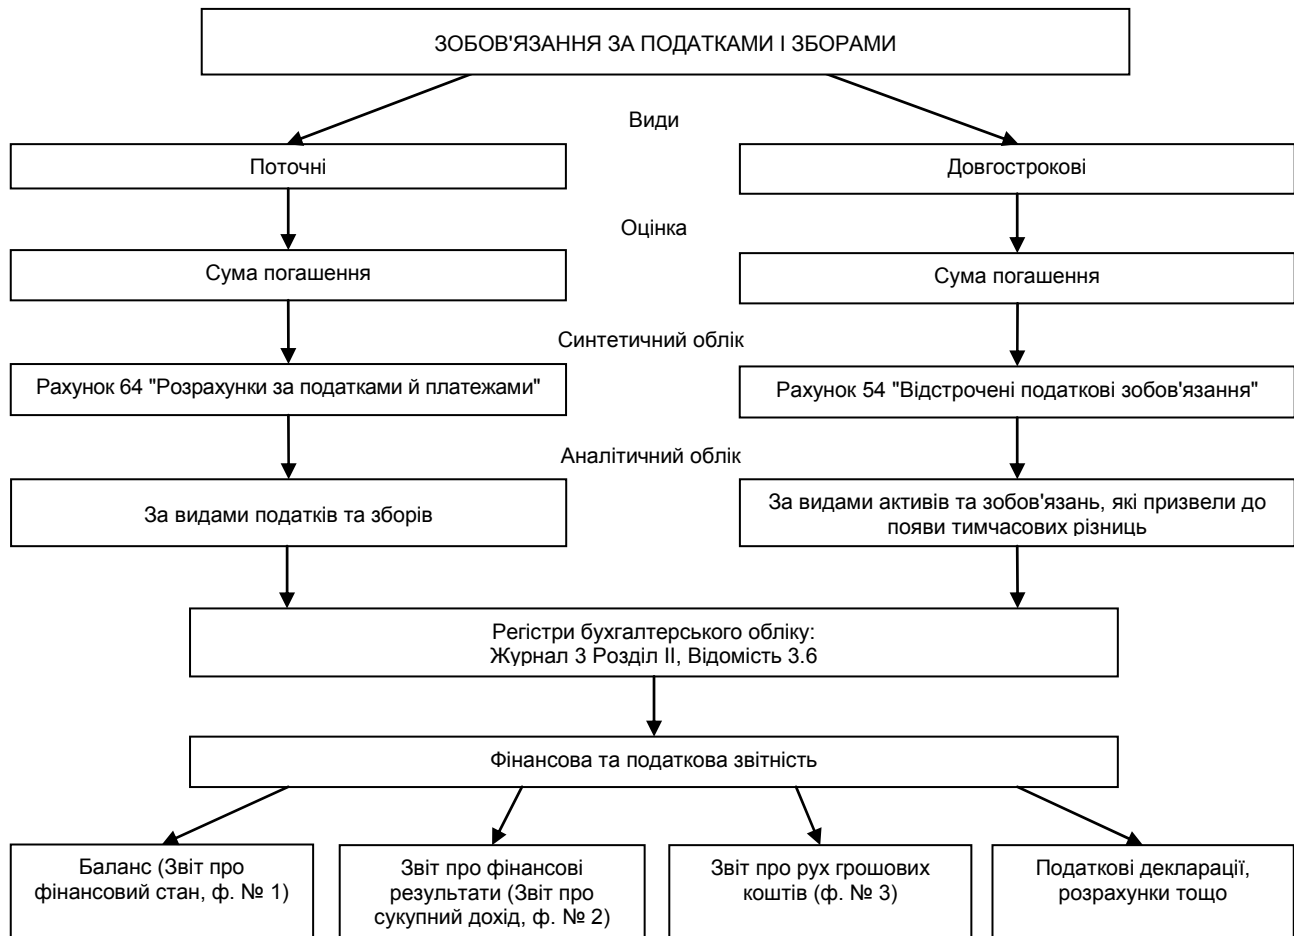 ЗОБОВ'ЯЗАННЯ ЗА ПОДАТКАМИ І ЗБОРАМИ
Види
Поточні
Довгострокові
Оцінка
Сума погашення
Сума погашення
Синтетичний облік
Рахунок 64 "Розрахунки за податками й платежами"
Рахунок 54 "Відстрочені податкові зобов'язання"
Аналітичний облік
За видами податків та зборів
За видами активів та зобов'язань, які призвели до
появи тимчасових різниць
Регістри бухгалтерського обліку:
Журнал 3 Розділ ІІ, Відомість 3.6
Фінансова та податкова звітність
Баланс (Звіт про
фінансовий стан, ф. № 1)
Звіт про фінансові
результати (Звіт про
сукупний дохід, ф. № 2)
Звіт про рух грошових
коштів (ф. № 3)
Податкові декларації,
розрахунки тощо